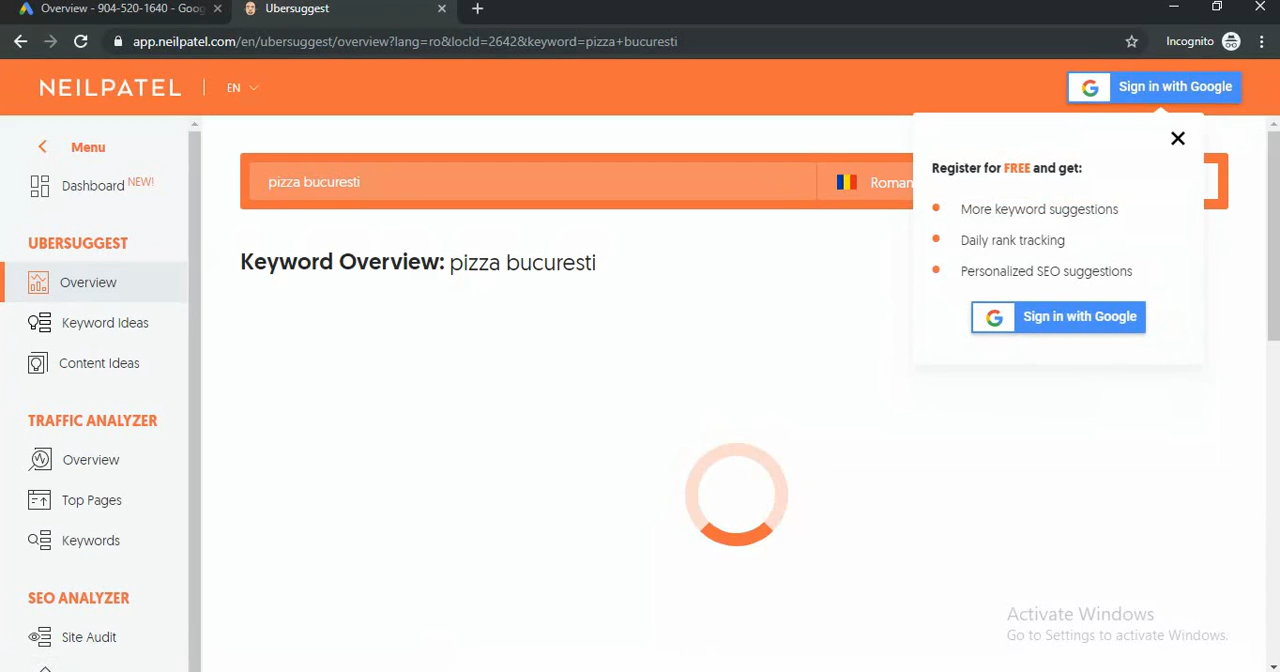 Overview - 904-520-1640 - Goog
Ubersuggest
app.neilpatel.com/en/ubersuggest/overview?lang=ro&locId=2642&keyword=pizza+bucuresti
Incognito
NEILPATEL
EN
Sign in with Google
Menu
Dashboard NEW!
UBERSUGGEST
Overview
Keyword Ideas
Content Ideas
TRAFFIC ANALYZER
Overview
Top Pages
Keywords
SEO ANALYZER
Site Audit
pizza bucuresti
Roman
Keyword Overview: pizza bucuresti
Register for FREE and get:
More keyword suggestions
Daily rank tracking
Personalized SEO suggestions
Sign in with Google
Activate Windows
Go to Settings to activate Windows.